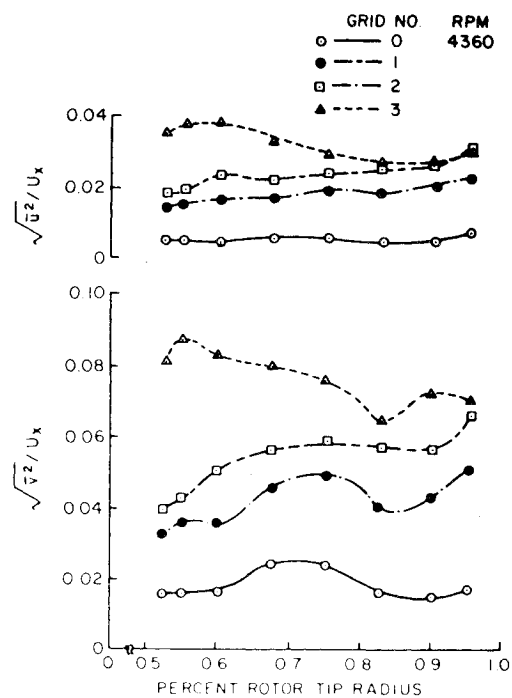 GRID NO. RPM
0 4360
1
2
3
0.04
0.02
0
√ū²/Uₓ
0.10
0.08
0.06
0.04
0.02
0
√v̄²/Uₓ
0 0.5 0.6 0.7 0.8 0.9 1.0
PERCENT ROTOR TIP RADIUS